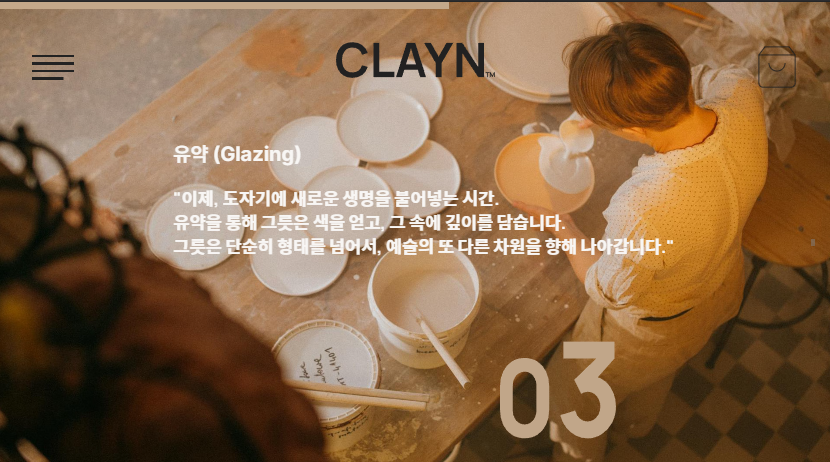 CLAYN™
유약 (Glazing)
"이제, 도자기에 새로운 생명을 불어넣는 시간.
유약을 통해 그릇은 색을 얻고, 그 속에 깊이를 담습니다.
그릇은 단순히 형태를 넘어서, 예술의 또 다른 차원을 향해 나아갑니다."
03